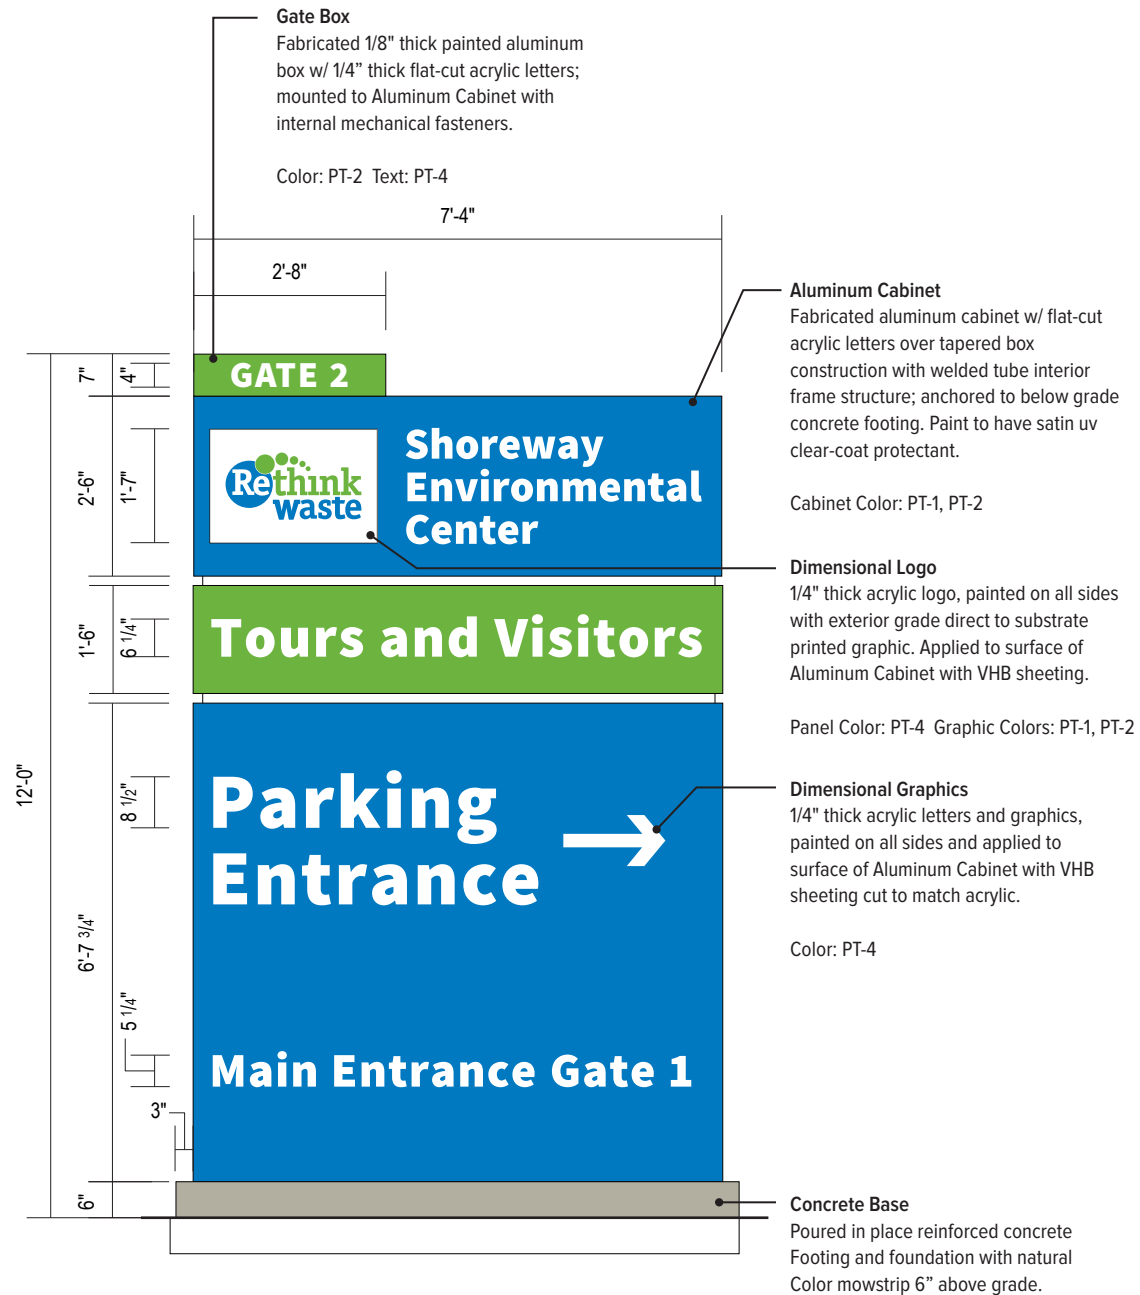 Gate Box
Fabricated 1/8" thick painted aluminum
box w/ 1/4” thick flat-cut acrylic letters;
mounted to Aluminum Cabinet with
internal mechanical fasteners.
Color: PT-2  Text: PT-4
7'-4"
2'-8"
Aluminum Cabinet
Fabricated aluminum cabinet w/ flat-cut
acrylic letters over tapered box
construction with welded tube interior
frame structure; anchored to below grade
concrete footing. Paint to have satin uv
clear-coat protectant.
Cabinet Color: PT-1, PT-2
7"
4"
GATE 2
2'-6"
1'-7"
Rethink
waste
Shoreway
Environmental
Center
Dimensional Logo
1/4" thick acrylic logo, painted on all sides
with exterior grade direct to substrate
printed graphic. Applied to surface of
Aluminum Cabinet with VHB sheeting.
Panel Color: PT-4  Graphic Colors: PT-1, PT-2
1'-6"
6 1/4"
Tours and Visitors
12'-0"
8 1/2"
Parking
Entrance
Dimensional Graphics
1/4" thick acrylic letters and graphics,
painted on all sides and applied to
surface of Aluminum Cabinet with VHB
sheeting cut to match acrylic.
Color: PT-4
6'-7 3/4"
5 1/4"
Main Entrance Gate 1
3"
6"
Concrete Base
Poured in place reinforced concrete
Footing and foundation with natural
Color mowstrip 6” above grade.